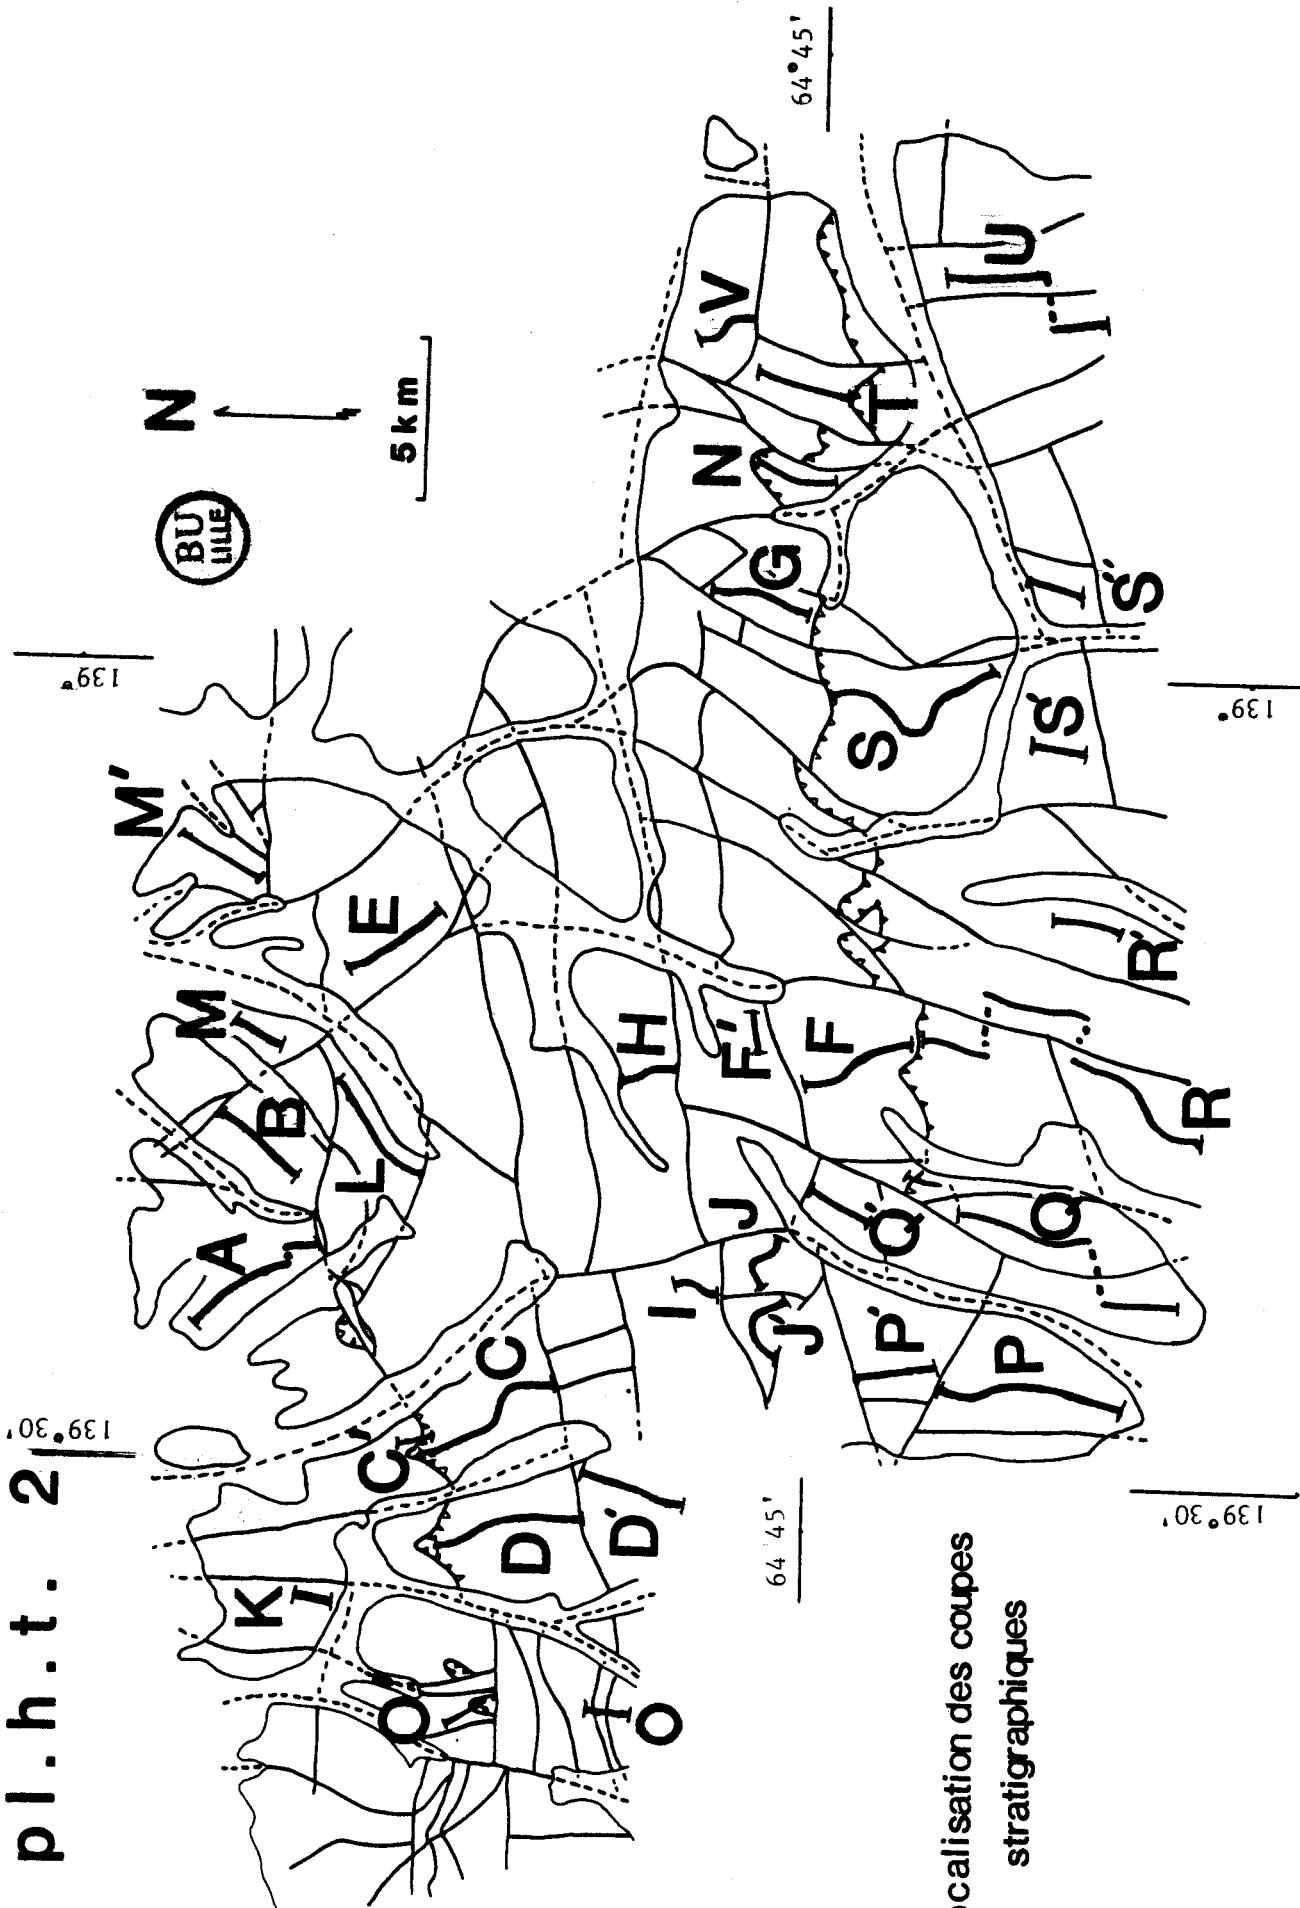 pl.h.t. 2
N
BU
LILLE
5 km
139°30'
139°
64°45'
M'
M
E
B
A
L
K
C'
C
D
D'
O
O
V
N
T
G
U
H
F'
F
S
S'
S'
I
J
J'
P'
P
Q'
Q
R'
R
64 45'
139°30'
139°
calisation des coupes
stratigraphiques